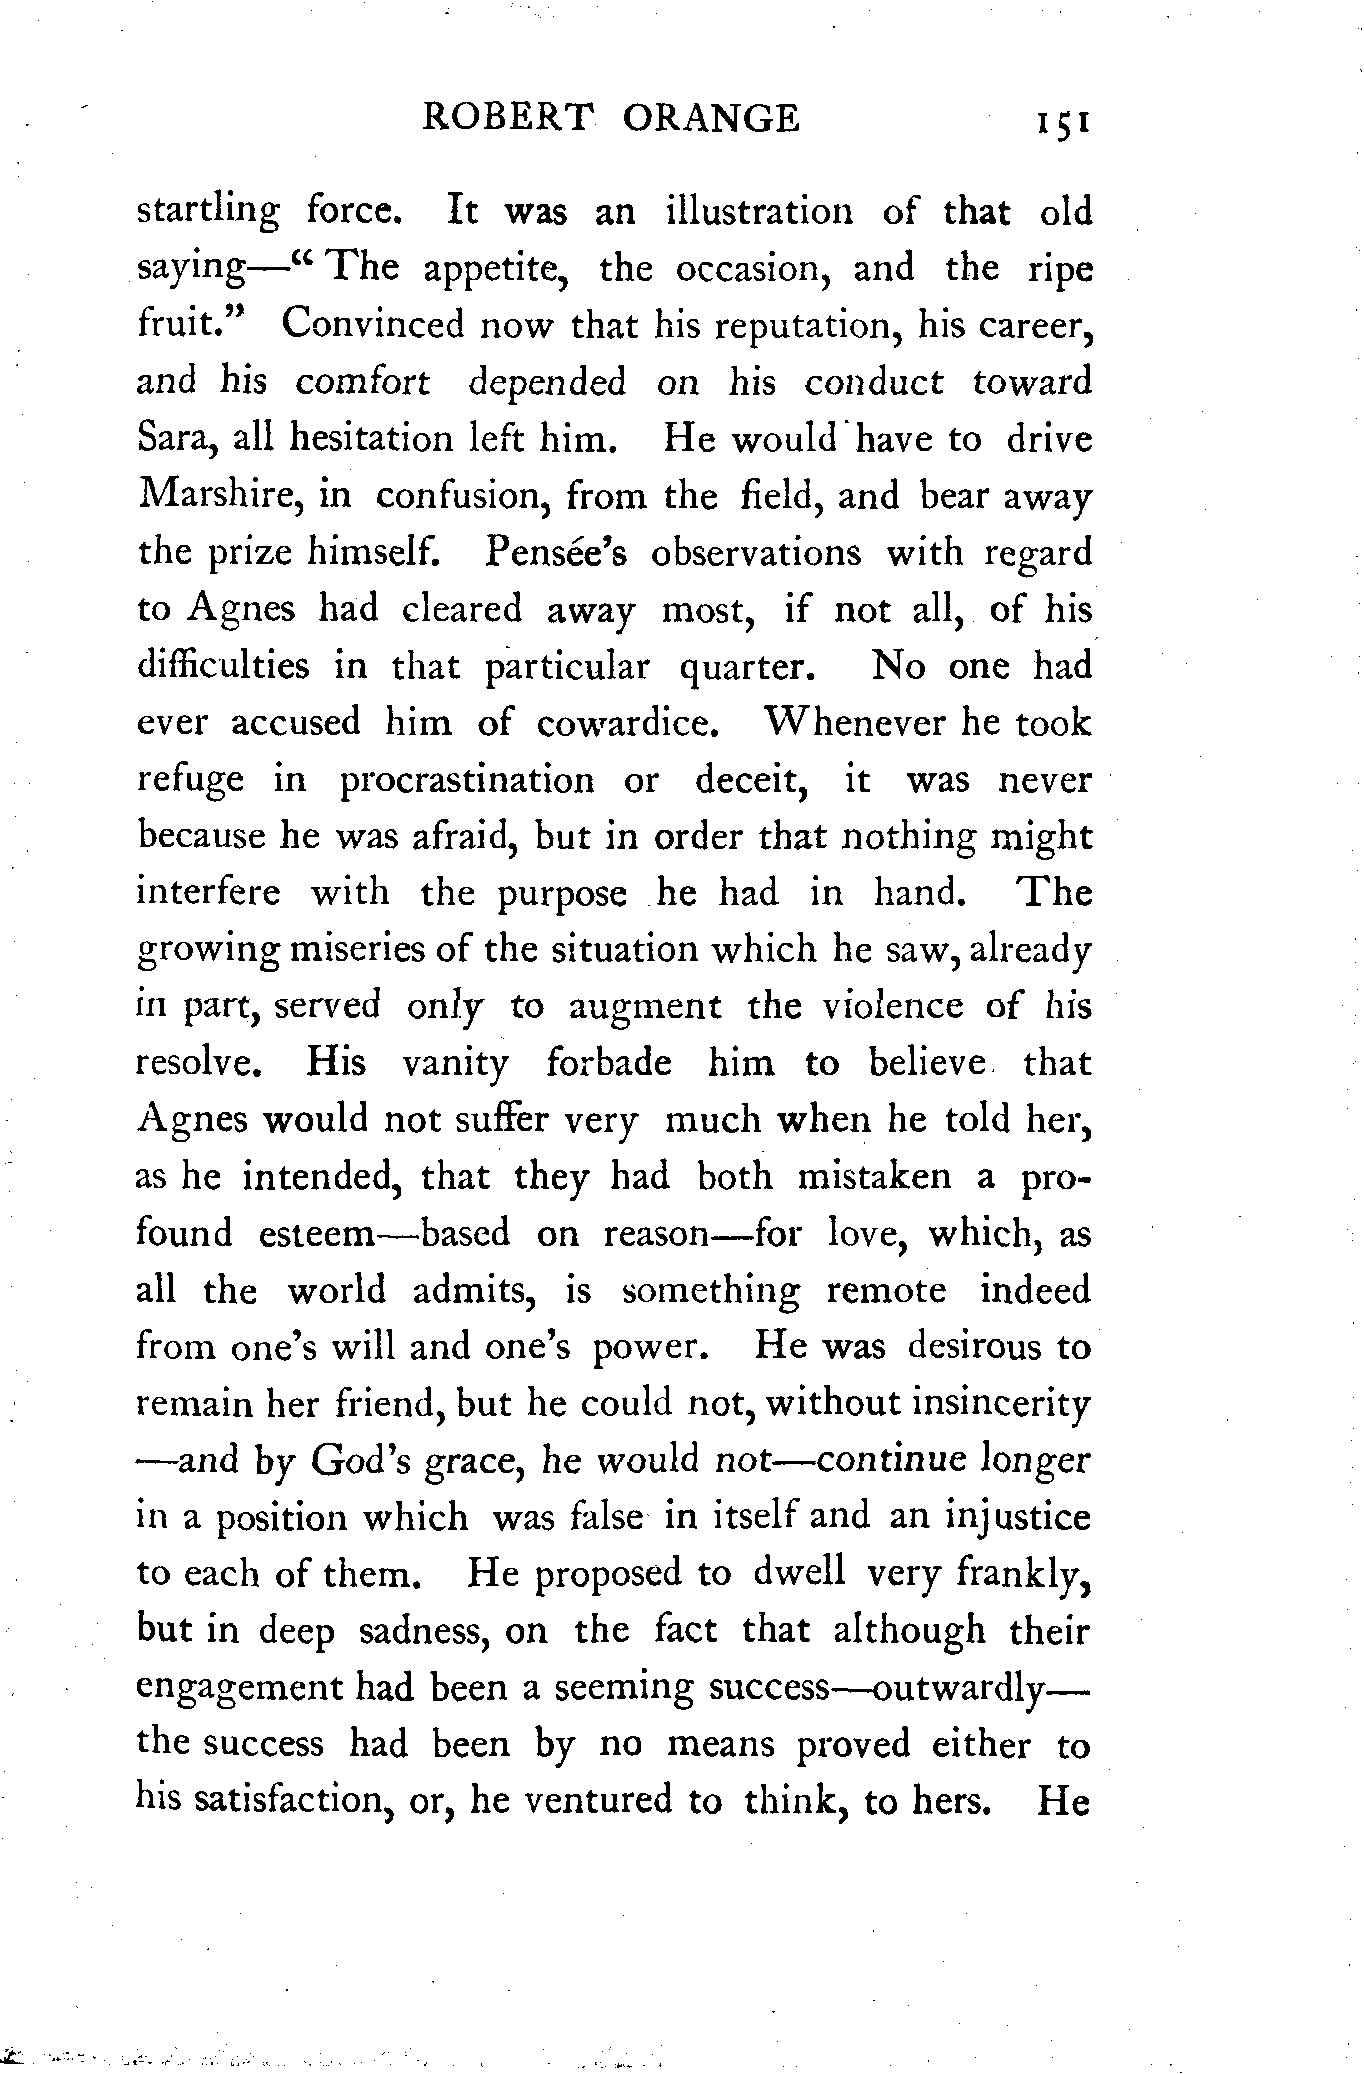 ROBERT ORANGE 151
startling force. It was an illustration of that old
saying—“The appetite, the occasion, and the ripe
fruit.” Convinced now that his reputation, his career,
and his comfort depended on his conduct toward
Sara, all hesitation left him. He would have to drive
Marshire, in confusion, from the field, and bear away
the prize himself. Pensée’s observations with regard
to Agnes had cleared away most, if not all, of his
difficulties in that particular quarter. No one had
ever accused him of cowardice. Whenever he took
refuge in procrastination or deceit, it was never
because he was afraid, but in order that nothing might
interfere with the purpose he had in hand. The
growing miseries of the situation which he saw, already
in part, served only to augment the violence of his
resolve. His vanity forbade him to believe that
Agnes would not suffer very much when he told her,
as he intended, that they had both mistaken a pro-
found esteem—based on reason—for love, which, as
all the world admits, is something remote indeed
from one’s will and one’s power. He was desirous to
remain her friend, but he could not, without insincerity
—and by God’s grace, he would not—continue longer
in a position which was false in itself and an injustice
to each of them. He proposed to dwell very frankly,
but in deep sadness, on the fact that although their
engagement had been a seeming success—outwardly—
the success had been by no means proved either to
his satisfaction, or, he ventured to think, to hers. He